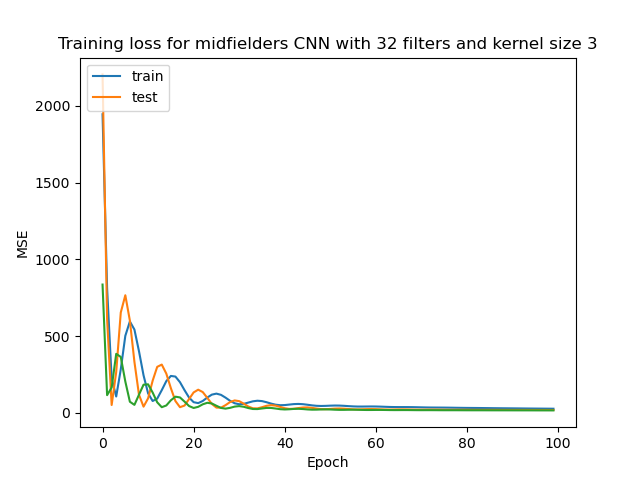 Training loss for midfielders CNN with 32 filters and kernel size 3
train
test
2000
1500
1000
500
0
MSE
0 20 40 60 80 100
Epoch